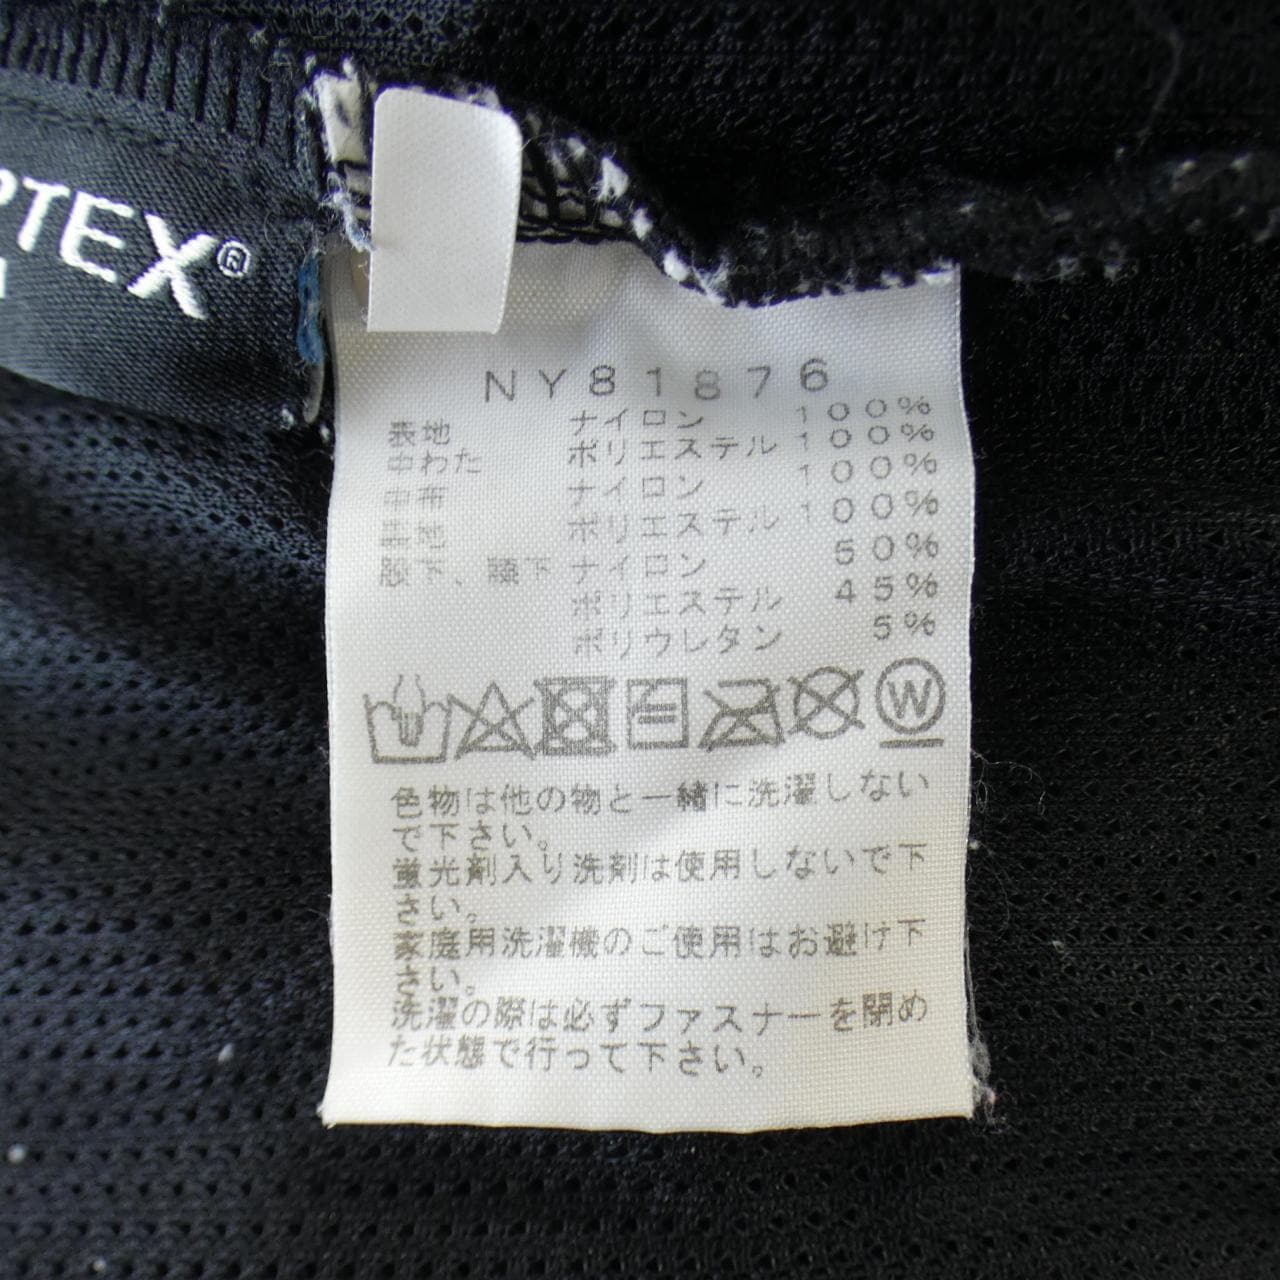 PTEX®
NY81876
表地 ナイロン 100%
中わた ポリエステル 100%
中布 ナイロン 100%
裏地 ポリエステル 100%
股下、膝下 ナイロン 50%
ポリエステル 45%
ポリウレタン 5%
W
色物は他の物と一緒に洗濯しない
で下さい。
蛍光剤入り洗剤は使用しないで下
さい。
家庭用洗濯機のご使用はお避け下
さい。
洗濯の際は必ずファスナーを閉め
た状態で行って下さい。